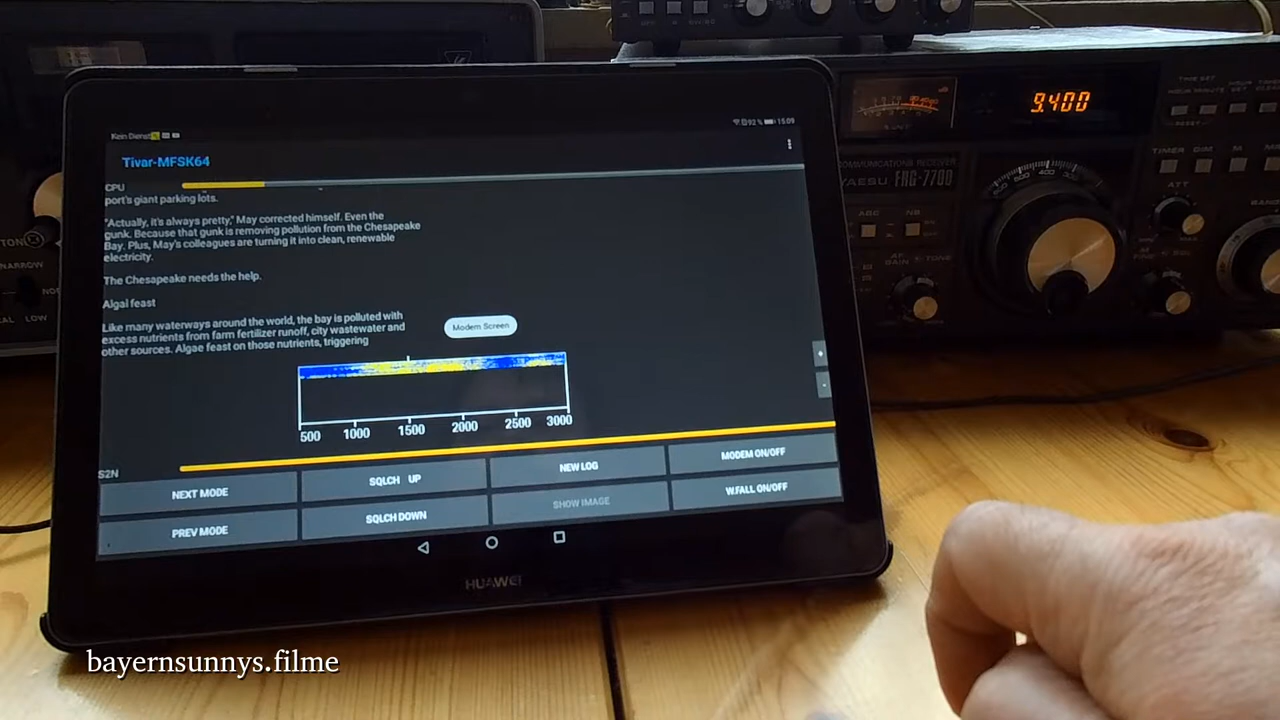 Kein Dienst
92 % 15:09
Tivar-MFSK64
CPU
port's giant parking lots.
"Actually, it's always pretty," May corrected himself. Even the
gunk. Because that gunk is removing pollution from the Chesapeake
Bay. Plus, May's colleagues are turning it into clean, renewable
electricity.
The Chesapeake needs the help.
Algal feast
Like many waterways around the world, the bay is polluted with
excess nutrients from farm fertilizer runoff, city wastewater and
other sources. Algae feast on those nutrients, triggering
Modem Screen
+
-
500 1000 1500 2000 2500 3000
S2N
NEXT MODE
SQLCH UP
NEW LOG
MODEM ON/OFF
PREV MODE
SQLCH DOWN
SHOW IMAGE
W.FALL ON/OFF
HUAWEI
9.400
COMMUNICATIONS RECEIVER
YAESU FRG-7700
TIMER DIM
ATT
NB
AF GAIN
TONE
NARROW
LOW
bayernsunnys.filme